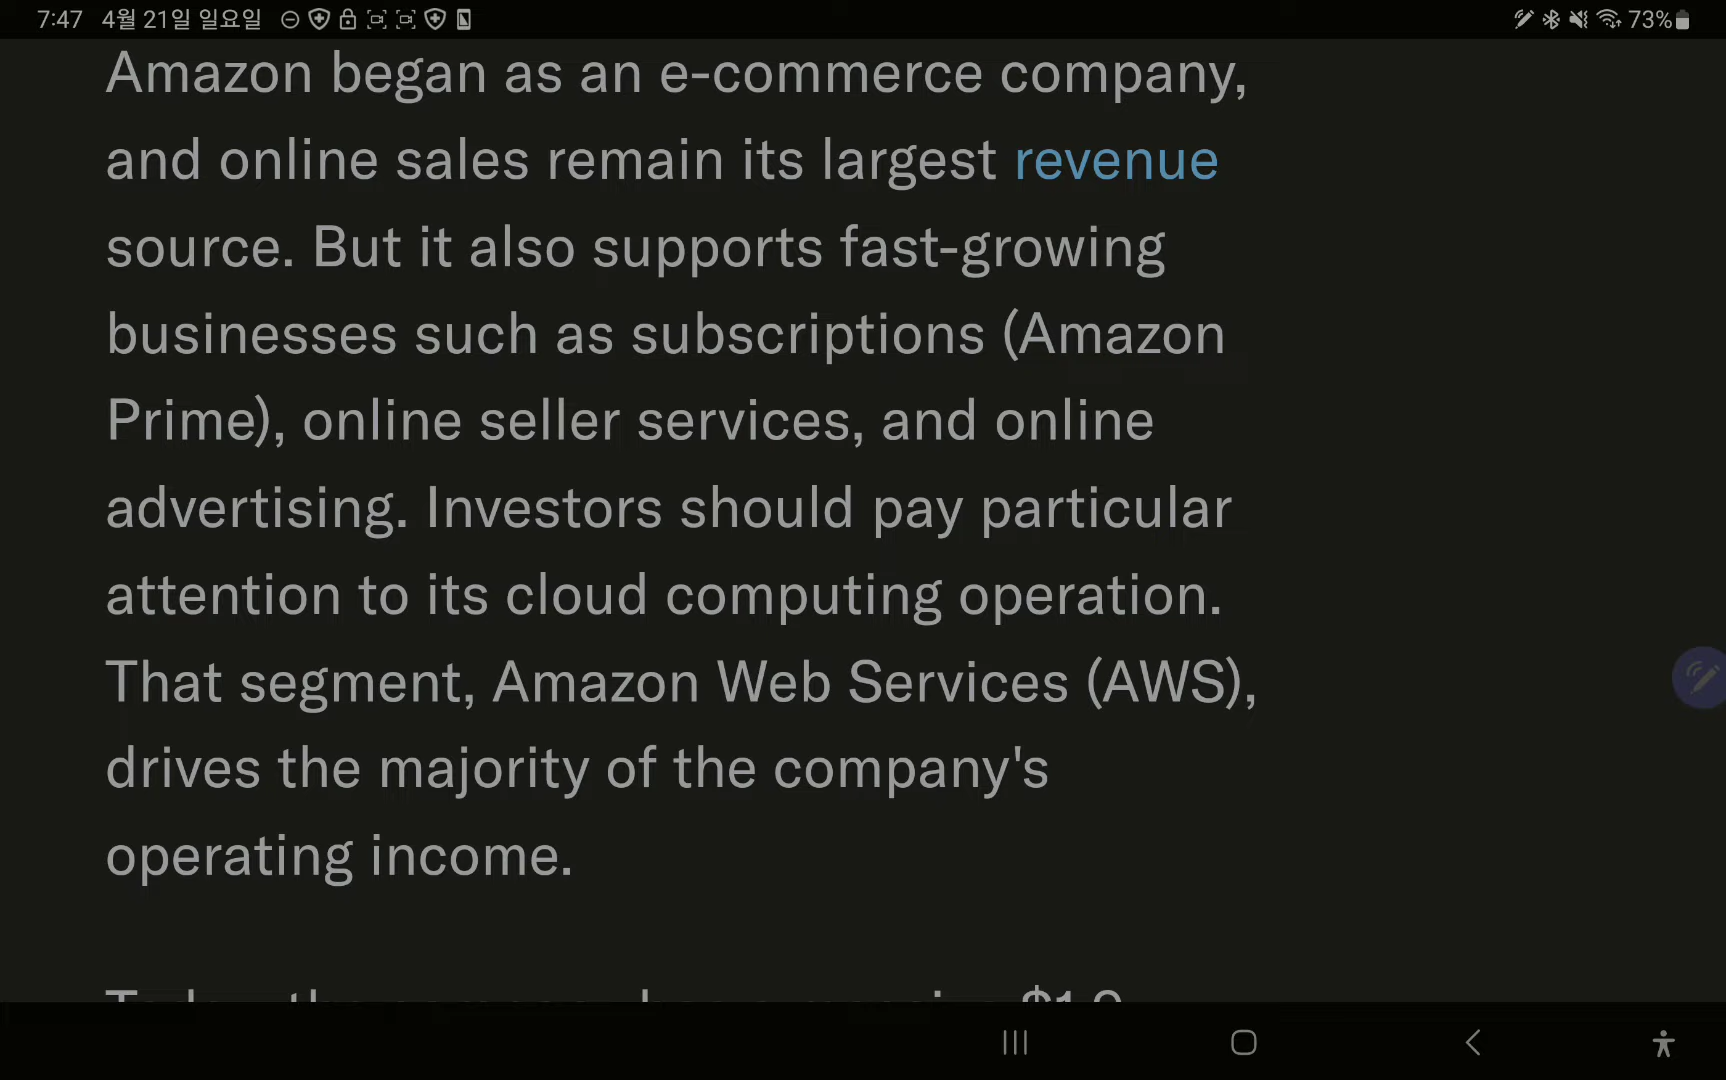 7:47 4월 21일 일요일
73%
Amazon began as an e-commerce company,
and online sales remain its largest revenue
source. But it also supports fast-growing
businesses such as subscriptions (Amazon
Prime), online seller services, and online
advertising. Investors should pay particular
attention to its cloud computing operation.
That segment, Amazon Web Services (AWS),
drives the majority of the company's
operating income.